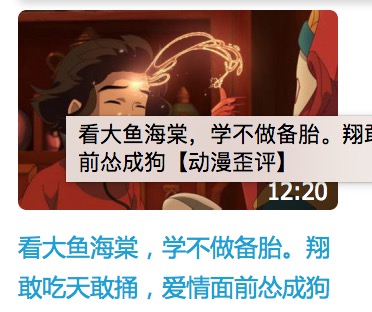 看大鱼海棠，学不做备胎。翔敢
前怂成狗【动漫歪评】
12:20
看大鱼海棠，学不做备胎。翔
敢吃天敢捅，爱情面前怂成狗